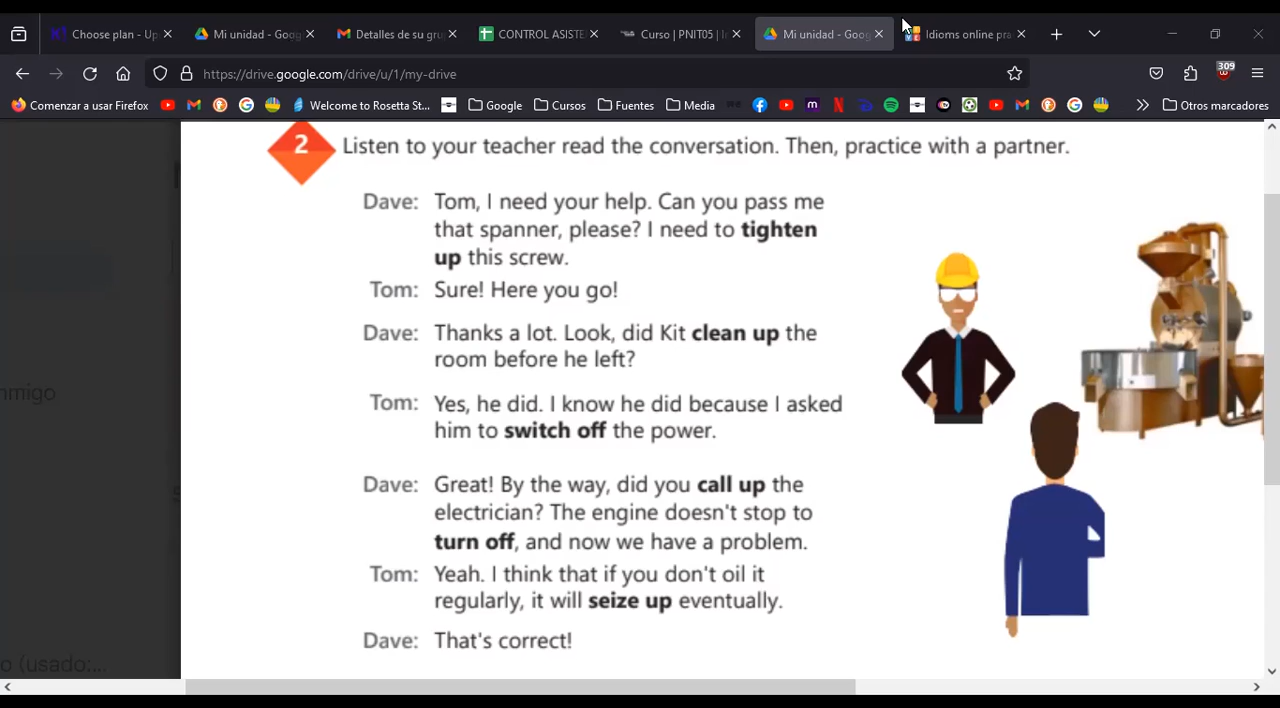 Choose plan - Up
Mi unidad - Goog
Detalles de su gru
CONTROL ASISTE
Curso | PNIT05 | I
Mi unidad - Goog
Idioms online pra
https://drive.google.com/drive/u/1/my-drive
309
Comenzar a usar Firefox
Welcome to Rosetta St...
Google
Cursos
Fuentes
Media
we
m
N
Otros marcadores
2
Listen to your teacher read the conversation. Then, practice with a partner.
Dave: Tom, I need your help. Can you pass me
that spanner, please? I need to tighten
up this screw.
Tom: Sure! Here you go!
Dave: Thanks a lot. Look, did Kit clean up the
room before he left?
Tom: Yes, he did. I know he did because I asked
him to switch off the power.
Dave: Great! By the way, did you call up the
electrician? The engine doesn't stop to
turn off, and now we have a problem.
Tom: Yeah. I think that if you don't oil it
regularly, it will seize up eventually.
Dave: That's correct!
nmigo
o (usado:...